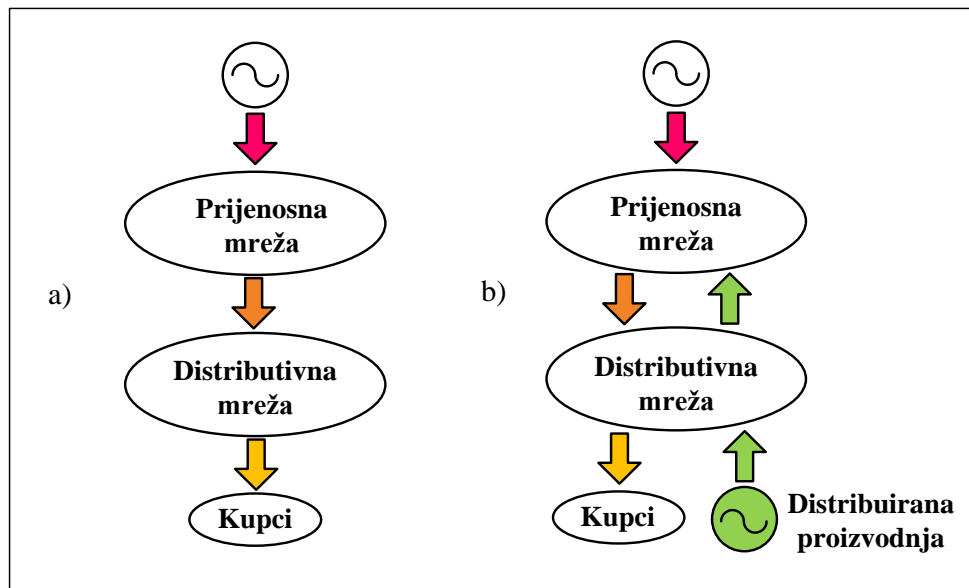 a)
Prijenosna
mreža
Distributivna
mreža
Kupci
b)
Prijenosna
mreža
Distributivna
mreža
Kupci
Distribuirana
proizvodnja